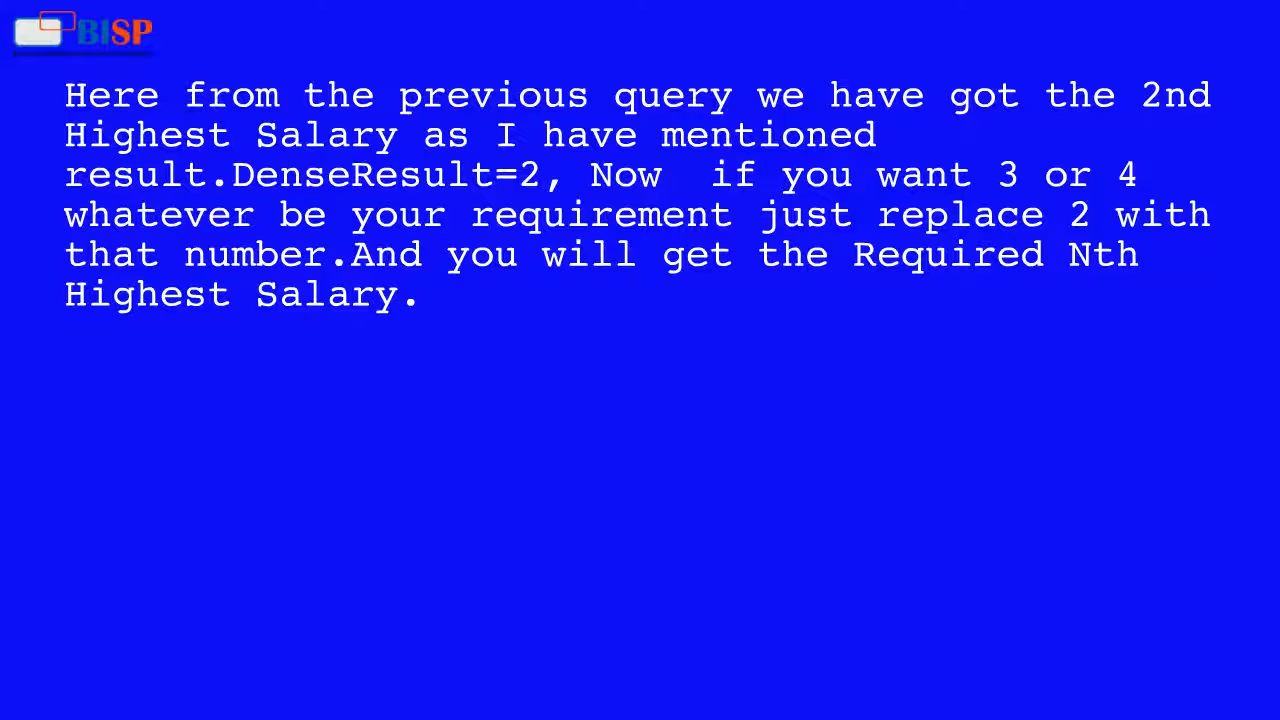 BISP
Here from the previous query we have got the 2nd
Highest Salary as I have mentioned
result.DenseResult=2, Now  if you want 3 or 4
whatever be your requirement just replace 2 with
that number.And you will get the Required Nth
Highest Salary.